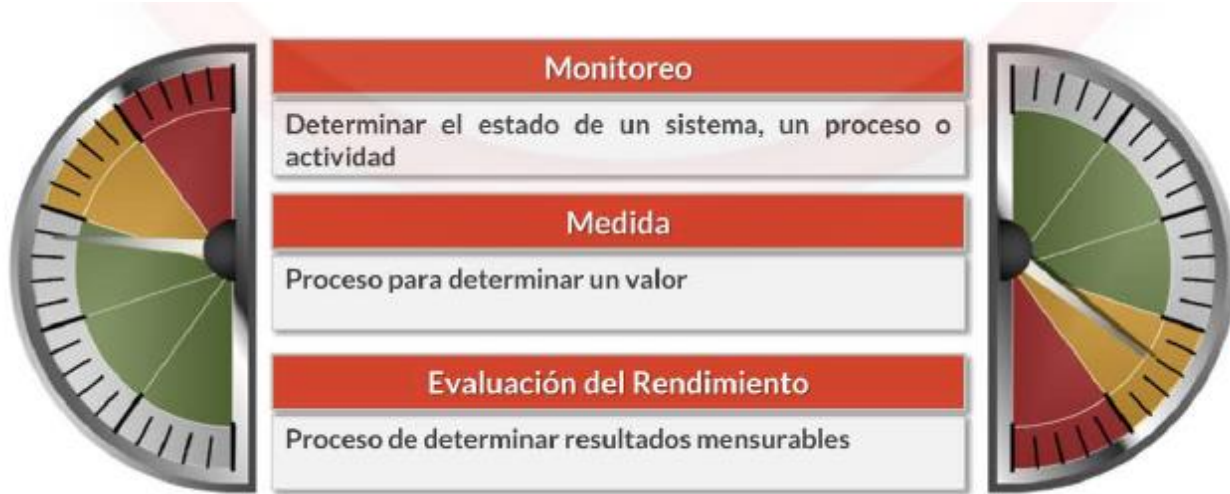 Monitoreo
Determinar el estado de un sistema, un proceso o
actividad
Medida
Proceso para determinar un valor
Evaluación del Rendimiento
Proceso de determinar resultados mensurables